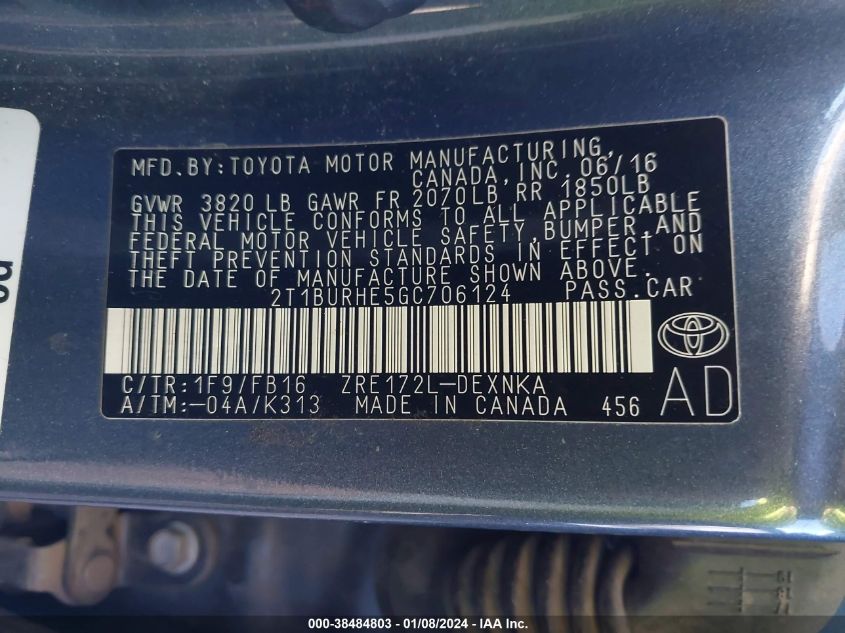 MFD.BY:TOYOTA MOTOR MANUFACTURING,
CANADA,INC. 06/16
GVWR 3820 LB GAWR FR 2070LB RR 1850LB
THIS VEHICLE CONFORMS TO ALL APPLICABLE
FEDERAL MOTOR VEHICLE SAFETY,BUMPER,AND
THEFT PREVENTION STANDARDS IN EFFECT ON
THE DATE OF MANUFACTURE SHOWN ABOVE.
2T1BURHE5GC706124 PASS.CAR
C/TR:1F9/FB16 ZRE172L-DEXNKA
A/TM:-04A/K313 MADE IN CANADA 456
AD
000-38484803 - 01/08/2024 - IAA Inc.